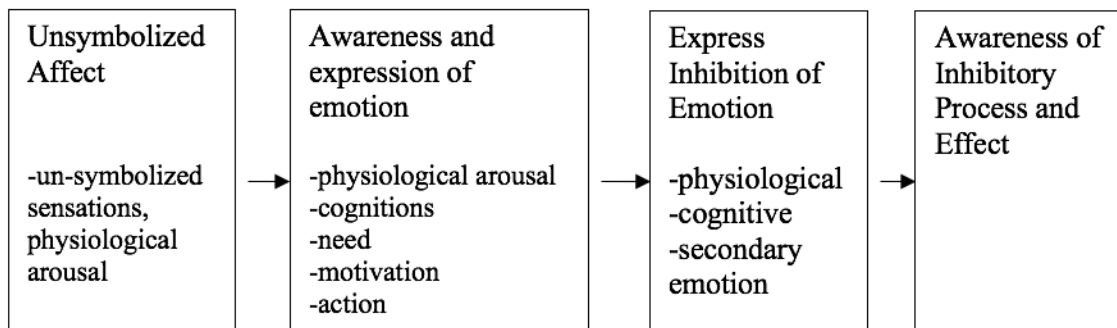 Unsymbolized
Affect
-un-symbolized
sensations,
physiological
arousal
Awareness and
expression of
emotion
-physiological arousal
-cognitions
-need
-motivation
-action
Express
Inhibition of
Emotion
-physiological
-cognitive
-secondary
emotion
Awareness of
Inhibitory
Process and
Effect